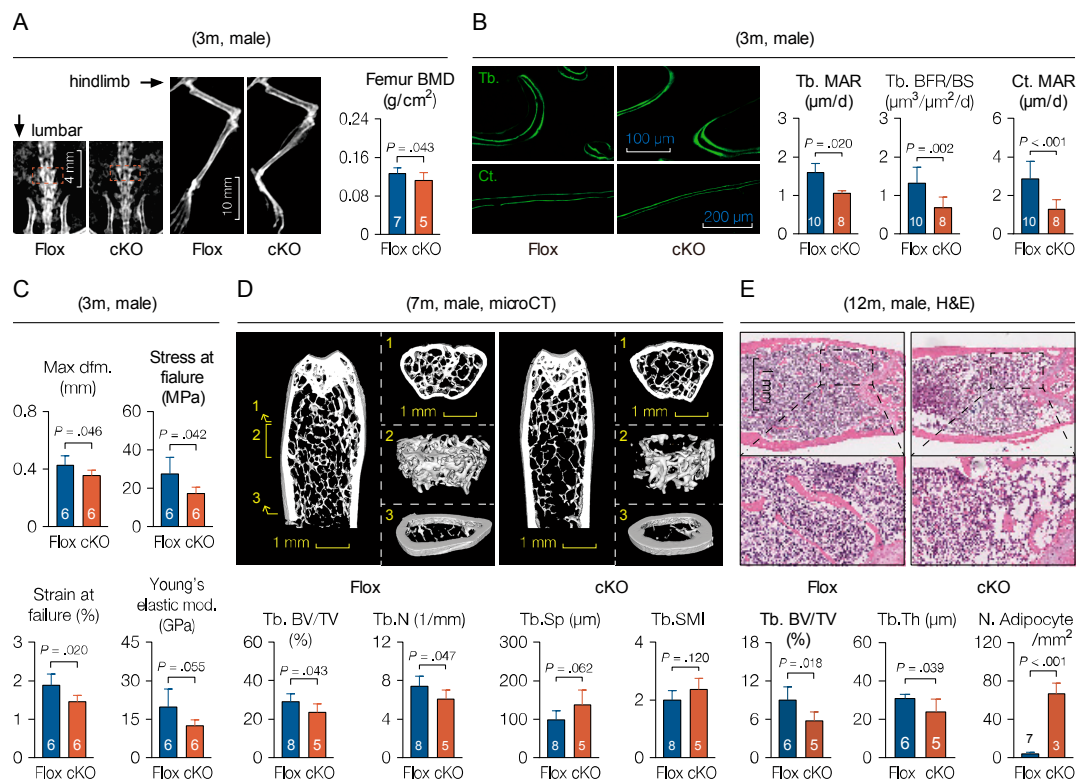 A
(3m, male)
hindlimb
lumbar
4 mm
10 mm
Flox
cKO
Flox
cKO
Femur BMD
(g/cm²)
0.24
0.16
0.08
0
P = .043
7
5
Flox cKO
B
(3m, male)
Tb.
100 µm
Ct.
200 µm
Flox
cKO
Tb. MAR
(µm/d)
3
2
1
0
P = .020
10
8
Flox cKO
Tb. BFR/BS
(µm³/µm²/d)
3
2
1
0
P = .002
10
8
Flox cKO
Ct. MAR
(µm/d)
6
4
2
0
P < .001
10
8
Flox cKO
C
(3m, male)
Max dfm.
(mm)
0.8
0.4
0
P = .046
6
6
Flox cKO
Stress at
fialure
(MPa)
60
40
20
0
P = .042
6
6
Flox cKO
Strain at
failure (%)
3
2
1
0
P = .020
6
6
Flox cKO
Young's
elastic mod.
(GPa)
45
30
15
0
P = .055
6
6
Flox cKO
D
(7m, male, microCT)
1
2
3
1 mm
1
1 mm
2
3
1 mm
1
1 mm
2
3
Flox
cKO
Tb. BV/TV
(%)
60
40
20
0
P = .043
8
5
Flox cKO
Tb.N (1/mm)
12
8
4
0
P = .047
8
5
Flox cKO
Tb.Sp (µm)
300
200
100
0
P = .062
8
5
Flox cKO
Tb.SMI
4
3
2
1
0
P = .120
8
5
Flox cKO
E
(12m, male, H&E)
1 mm
Flox
cKO
Tb. BV/TV
(%)
18
12
6
0
P = .018
6
5
Flox cKO
Tb.Th (µm)
60
40
20
0
P = .039
6
5
Flox cKO
N. Adipocyte
/mm²
120
80
40
0
P < .001
7
3
Flox cKO